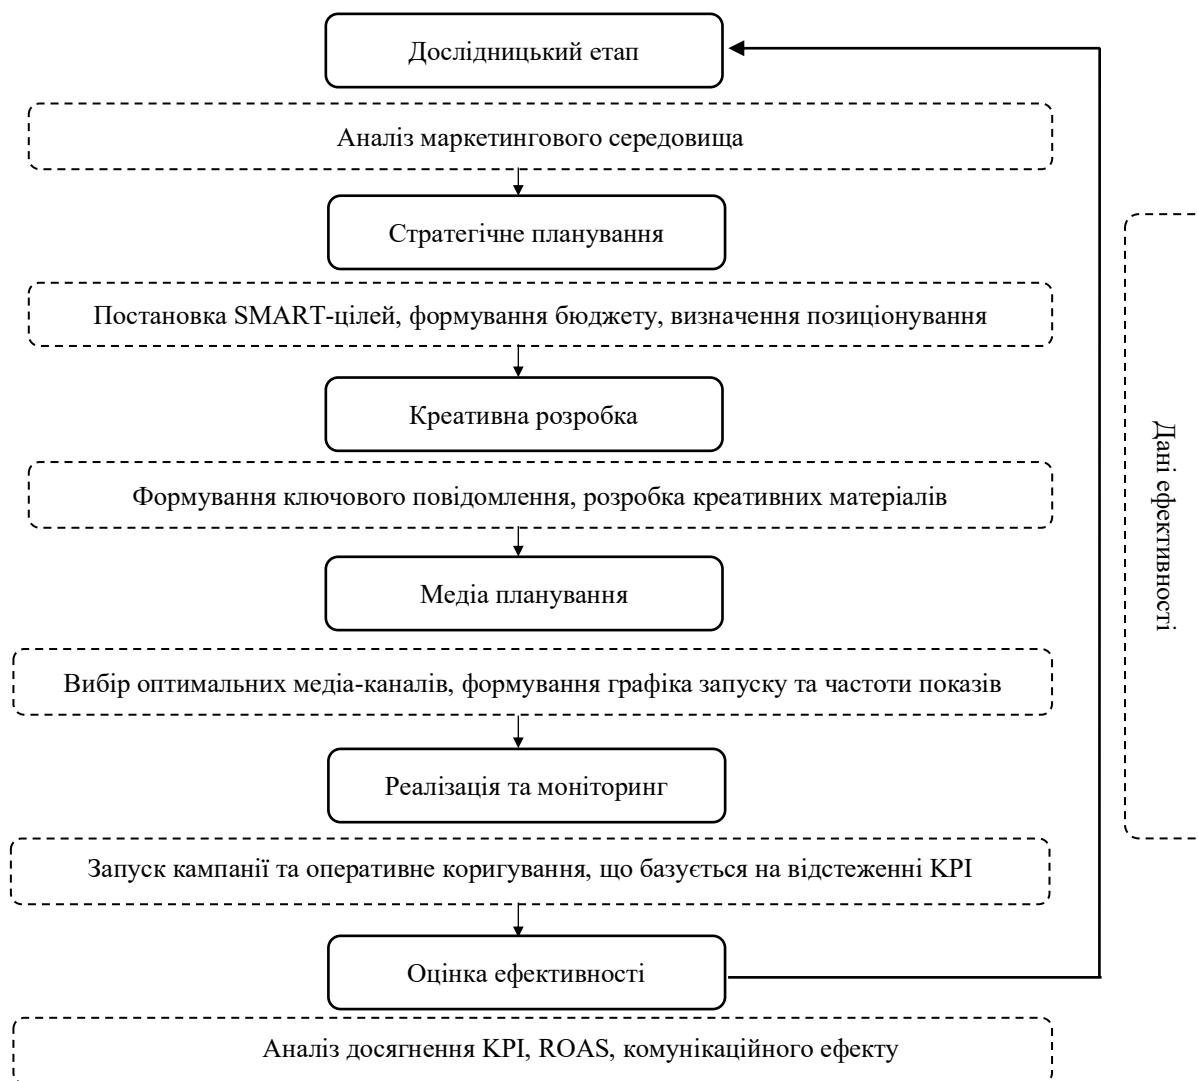 Дослідницький етап
Аналіз маркетингового середовища
Стратегічне планування
Постановка SMART-цілей, формування бюджету, визначення позиціонування
Креативна розробка
Формування ключового повідомлення, розробка креативних матеріалів
Медіа планування
Вибір оптимальних медіа-каналів, формування графіка запуску та частоти показів
Реалізація та моніторинг
Запуск кампанії та оперативне коригування, що базується на відстеженні KPI
Оцінка ефективності
Аналіз досягнення KPI, ROAS, комунікаційного ефекту
Дані ефективності